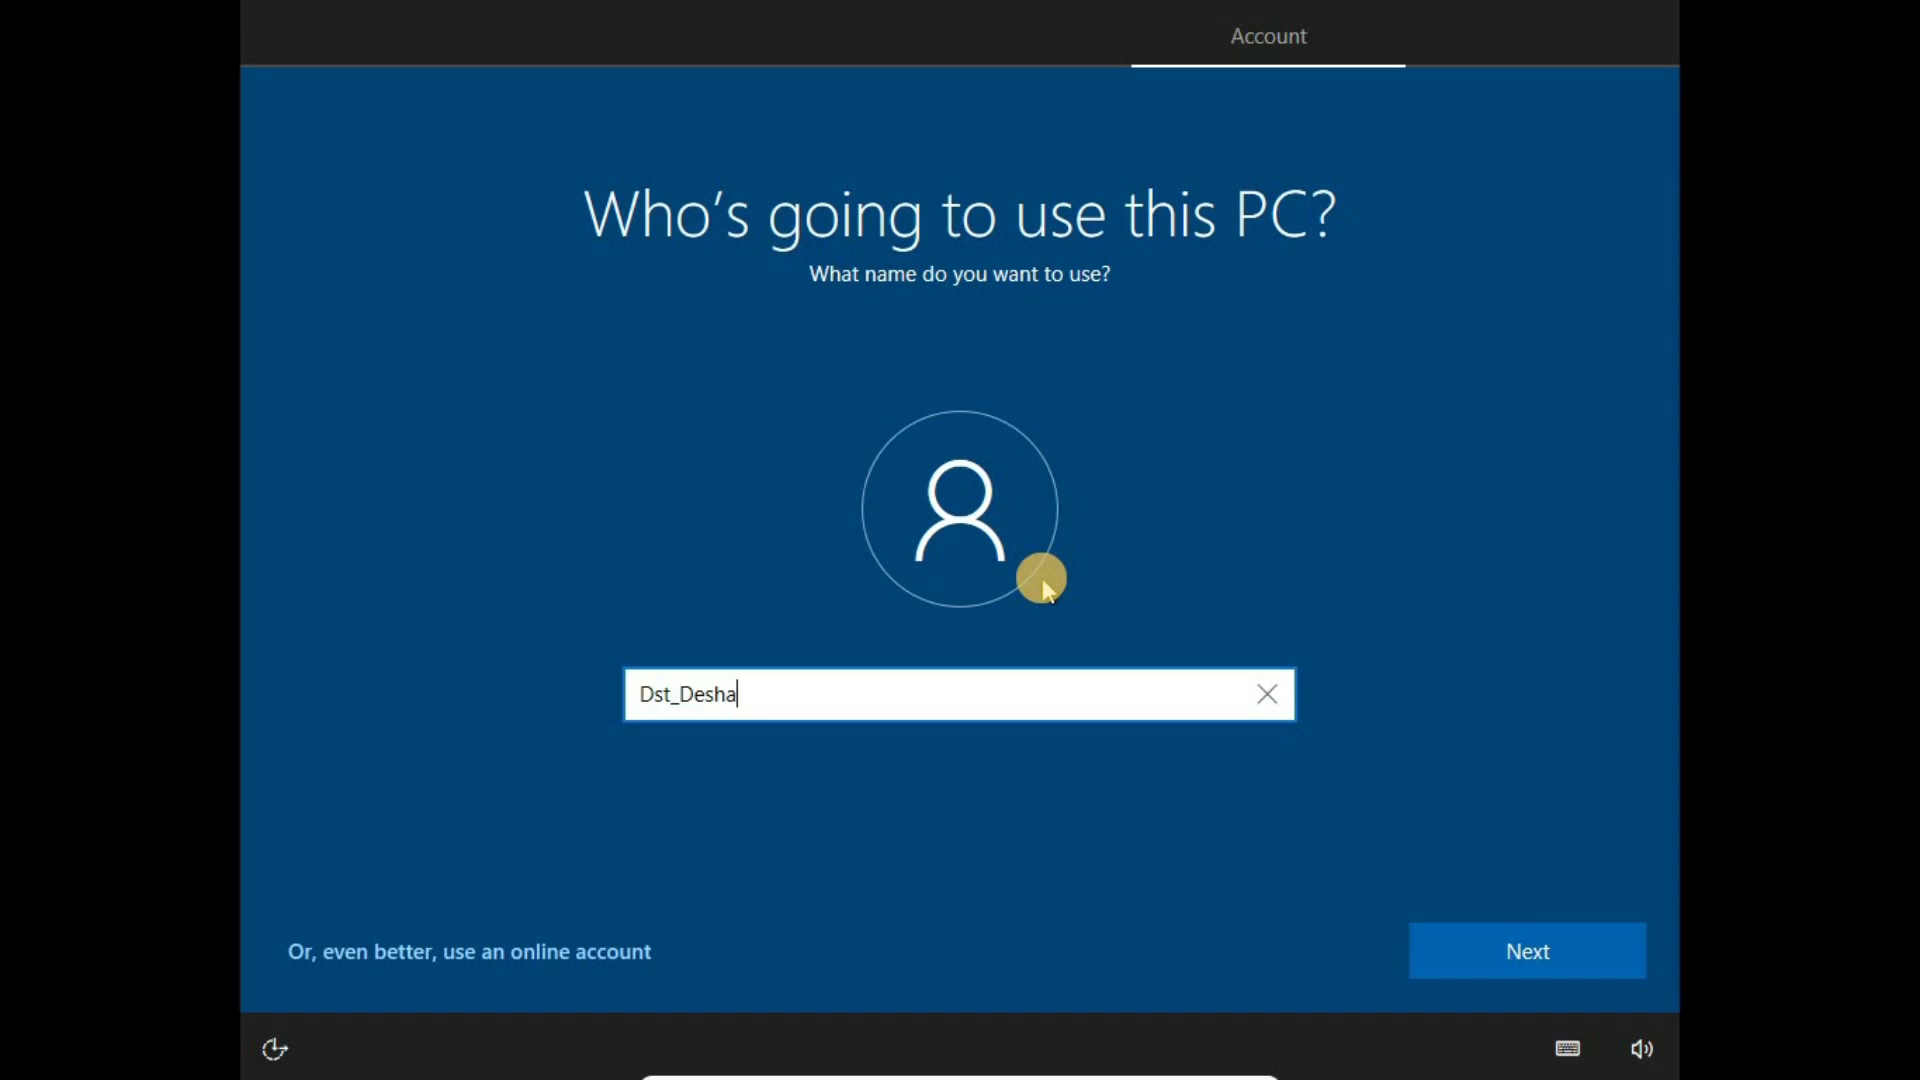 Account
Who's going to use this PC?
What name do you want to use?
Dst_Desha
Or, even better, use an online account
Next